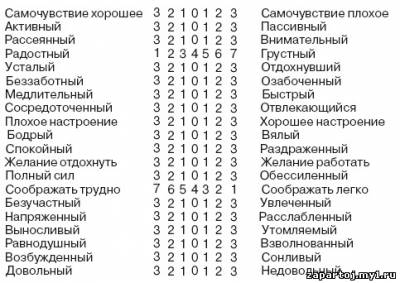 Самочувствие хорошее 3 2 1 0 1 2 3 Самочувствие плохое
Активный 3 2 1 0 1 2 3 Пассивный
Рассеянный 3 2 1 0 1 2 3 Внимательный
Радостный 1 2 3 4 5 6 7 Грустный
Усталый 3 2 1 0 1 2 3 Отдохнувший
Беззаботный 3 2 1 0 1 2 3 Озабоченный
Медлительный 3 2 1 0 1 2 3 Быстрый
Сосредоточенный 3 2 1 0 1 2 3 Отвлекающийся
Плохое настроение 3 2 1 0 1 2 3 Хорошее настроение
Бодрый 3 2 1 0 1 2 3 Вялый
Спокойный 3 2 1 0 1 2 3 Раздраженный
Желание отдохнуть 3 2 1 0 1 2 3 Желание работать
Полный сил 3 2 1 0 1 2 3 Обессиленный
Соображать трудно 7 6 5 4 3 2 1 Соображать легко
Безучастный 3 2 1 0 1 2 3 Увлеченный
Напряженный 3 2 1 0 1 2 3 Расслабленный
Выносливый 3 2 1 0 1 2 3 Утомляемый
Равнодушный 3 2 1 0 1 2 3 Взволнованный
Возбужденный 3 2 1 0 1 2 3 Сонливый
Довольный 3 2 1 0 1 2 3 Недовольный
zapartoj.my1.ru